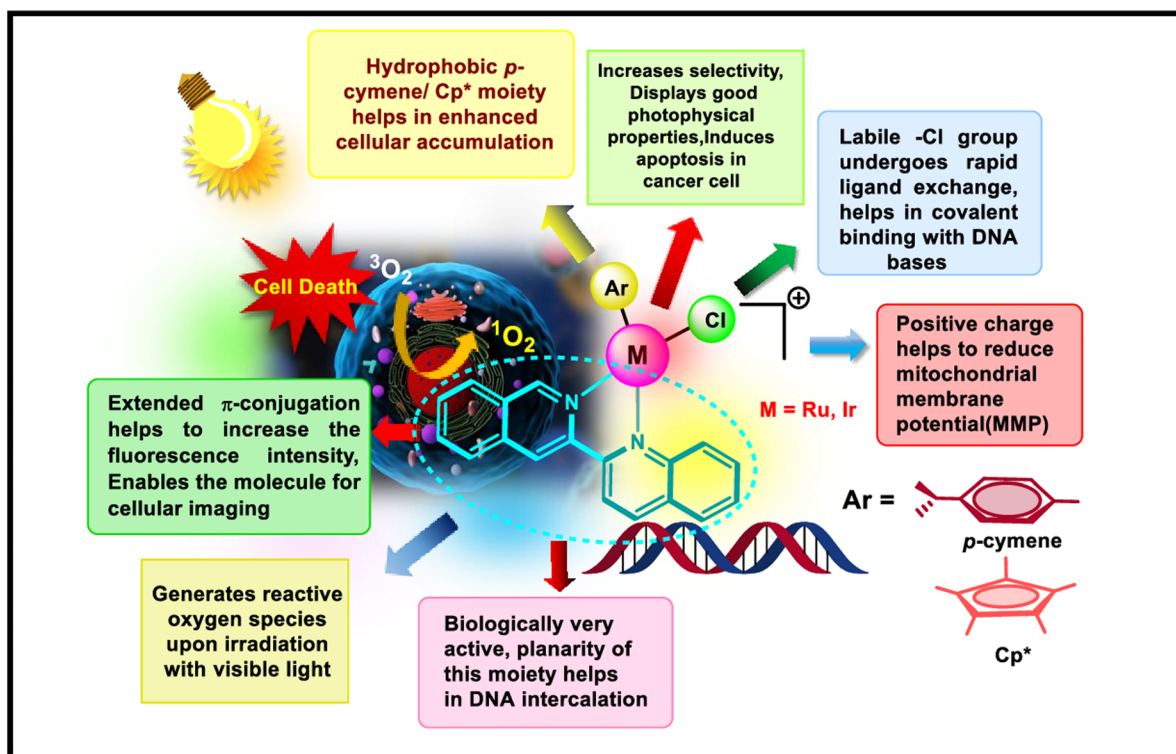 Hydrophobic p-
cymene/ Cp* moiety
helps in enhanced
cellular accumulation
Increases selectivity,
Displays good
photophysical
properties,Induces
apoptosis in
cancer cell
Labile -Cl group
undergoes rapid
ligand exchange,
helps in covalent
binding with DNA
bases
Cell Death
³O₂
¹O₂
Ar
Cl
M
N
N
⊕
M = Ru, Ir
Positive charge
helps to reduce
mitochondrial
membrane
potential(MMP)
Extended π-conjugation
helps to increase the
fluorescence intensity,
Enables the molecule for
cellular imaging
Ar =
p-cymene
Cp*
Generates reactive
oxygen species
upon irradiation
with visible light
Biologically very
active, planarity of
this moiety helps
in DNA intercalation